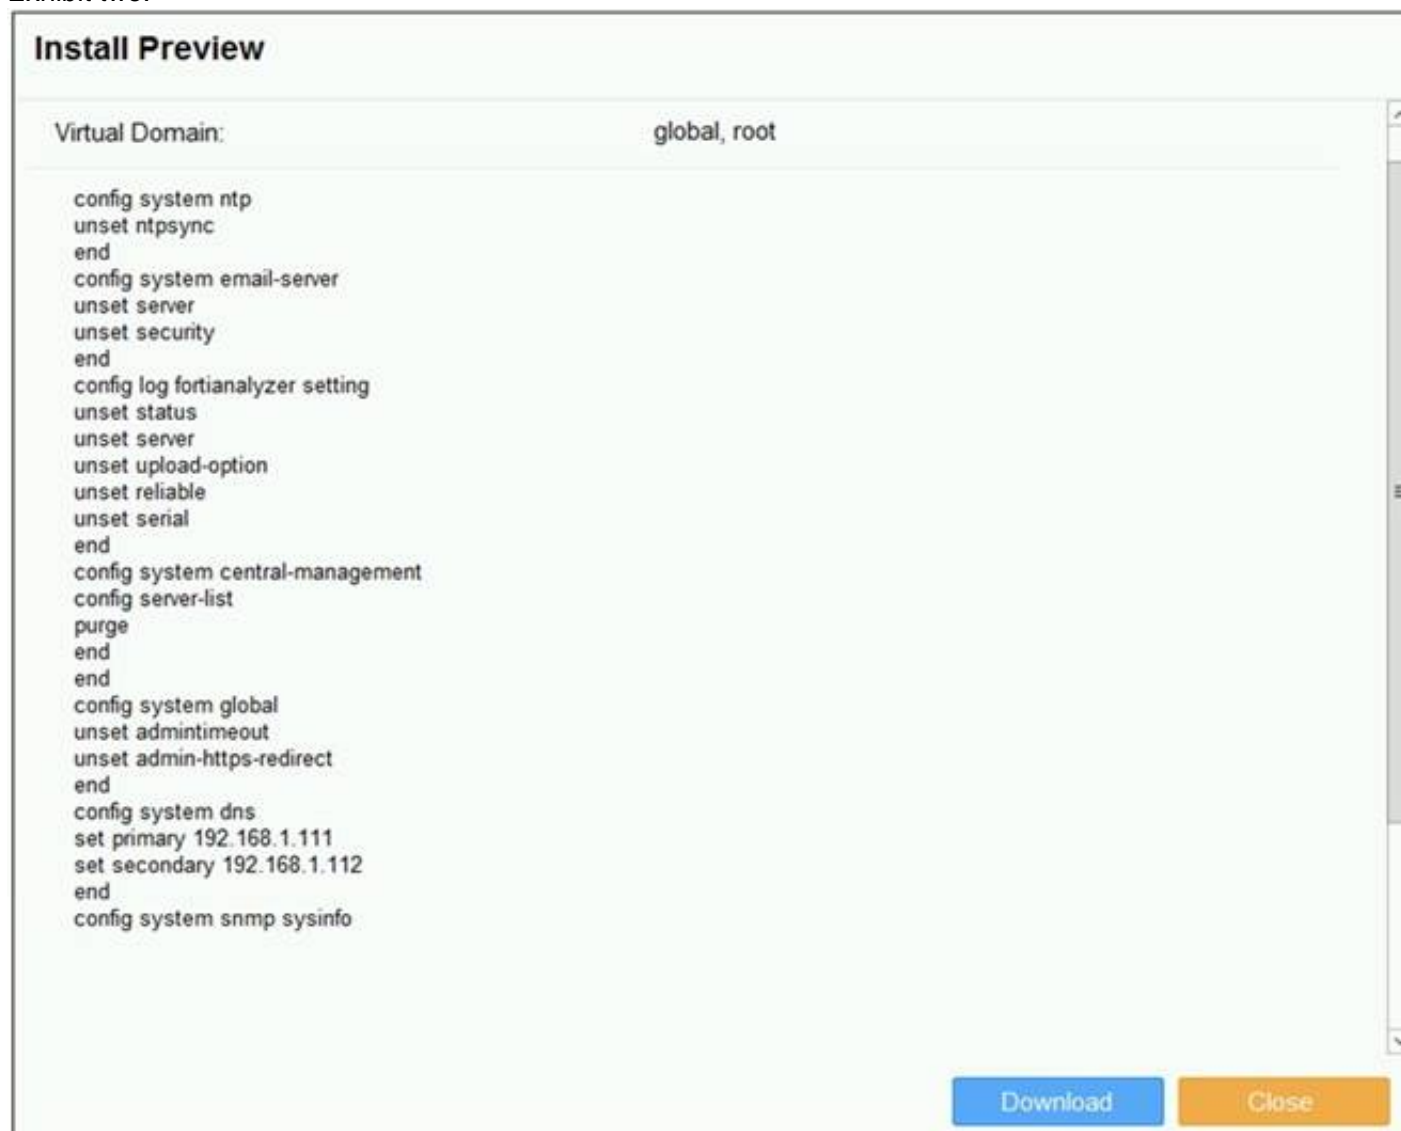 Install Preview
Virtual Domain: global, root
config system ntp
unset ntpsync
end
config system email-server
unset server
unset security
end
config log fortianalyzer setting
unset status
unset server
unset upload-option
unset reliable
unset serial
end
config system central-management
config server-list
purge
end
end
config system global
unset admintimeout
unset admin-https-redirect
end
config system dns
set primary 192.168.1.111
set secondary 192.168.1.112
end
config system snmp sysinfo
Download Close